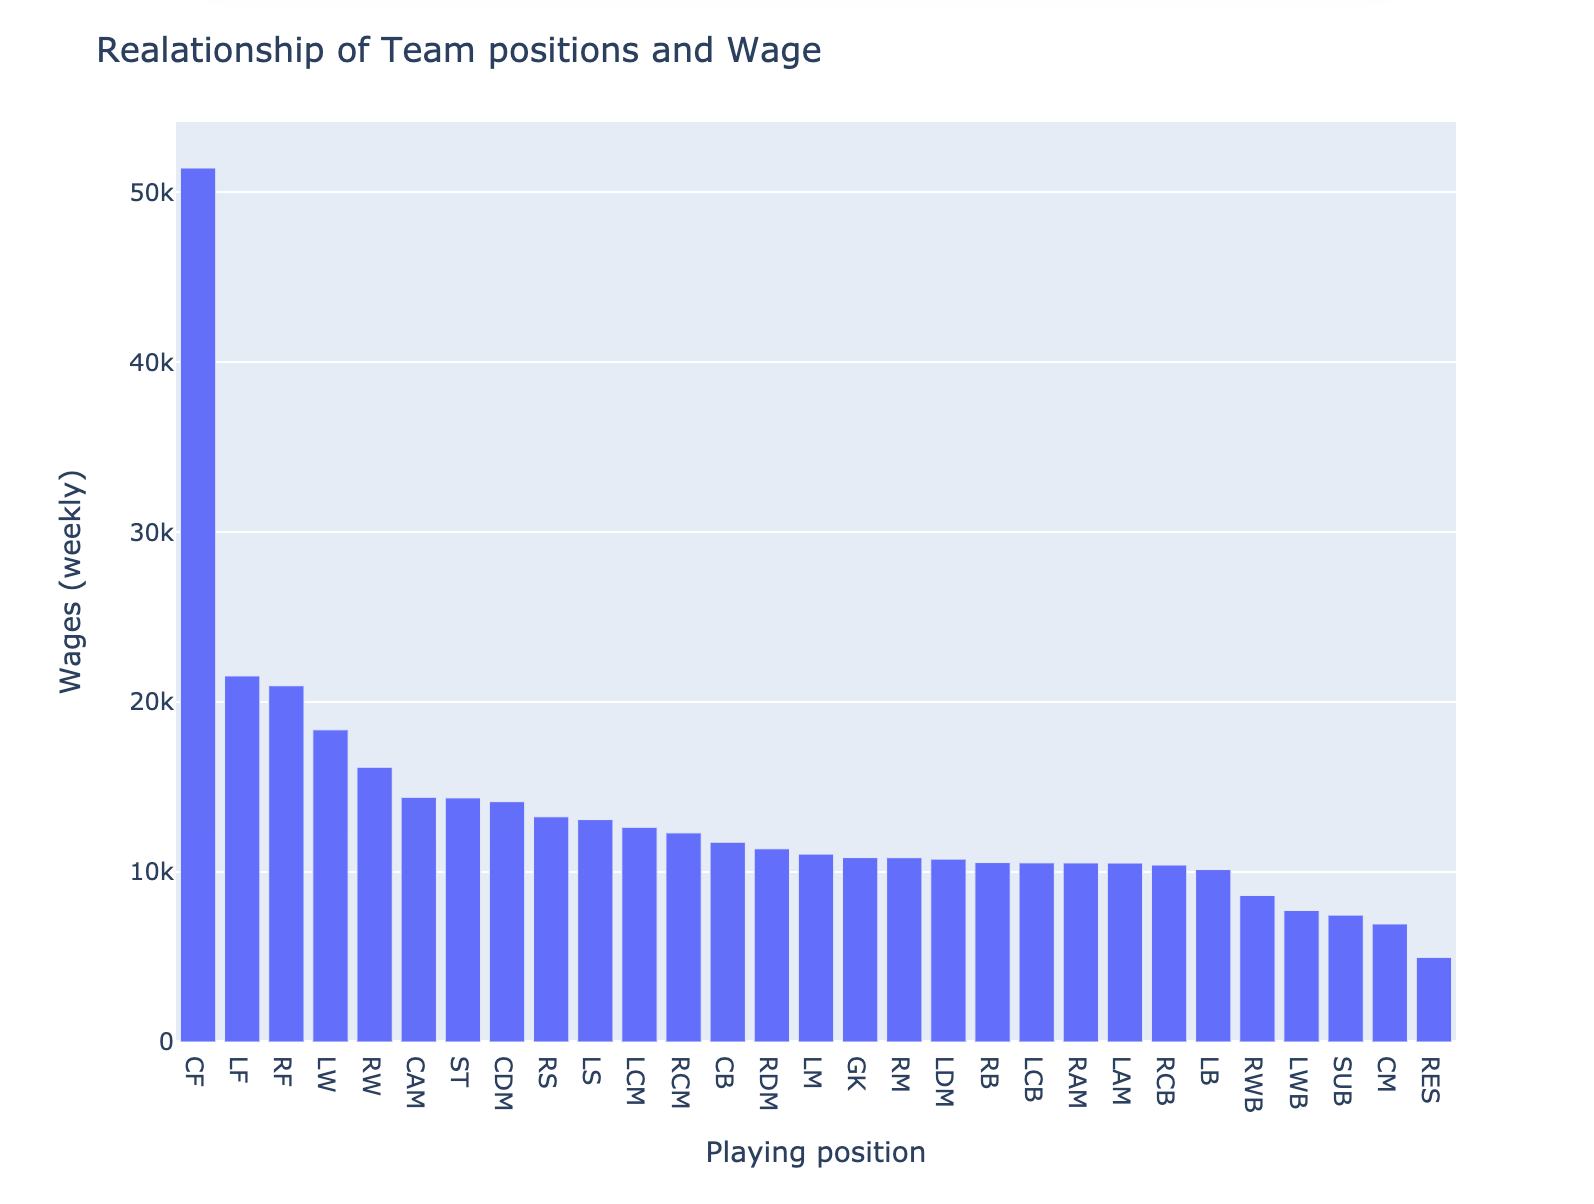 Realationship of Team positions and Wage
50k
40k
30k
20k
10k
0
Wages (weekly)
CF
LF
RF
LW
RW
CAM
ST
CDM
RS
LS
LCM
RCM
CB
RDM
LM
GK
RM
LDM
RB
LCB
RAM
LAM
RCB
LB
RWB
LWB
SUB
CM
RES
Playing position